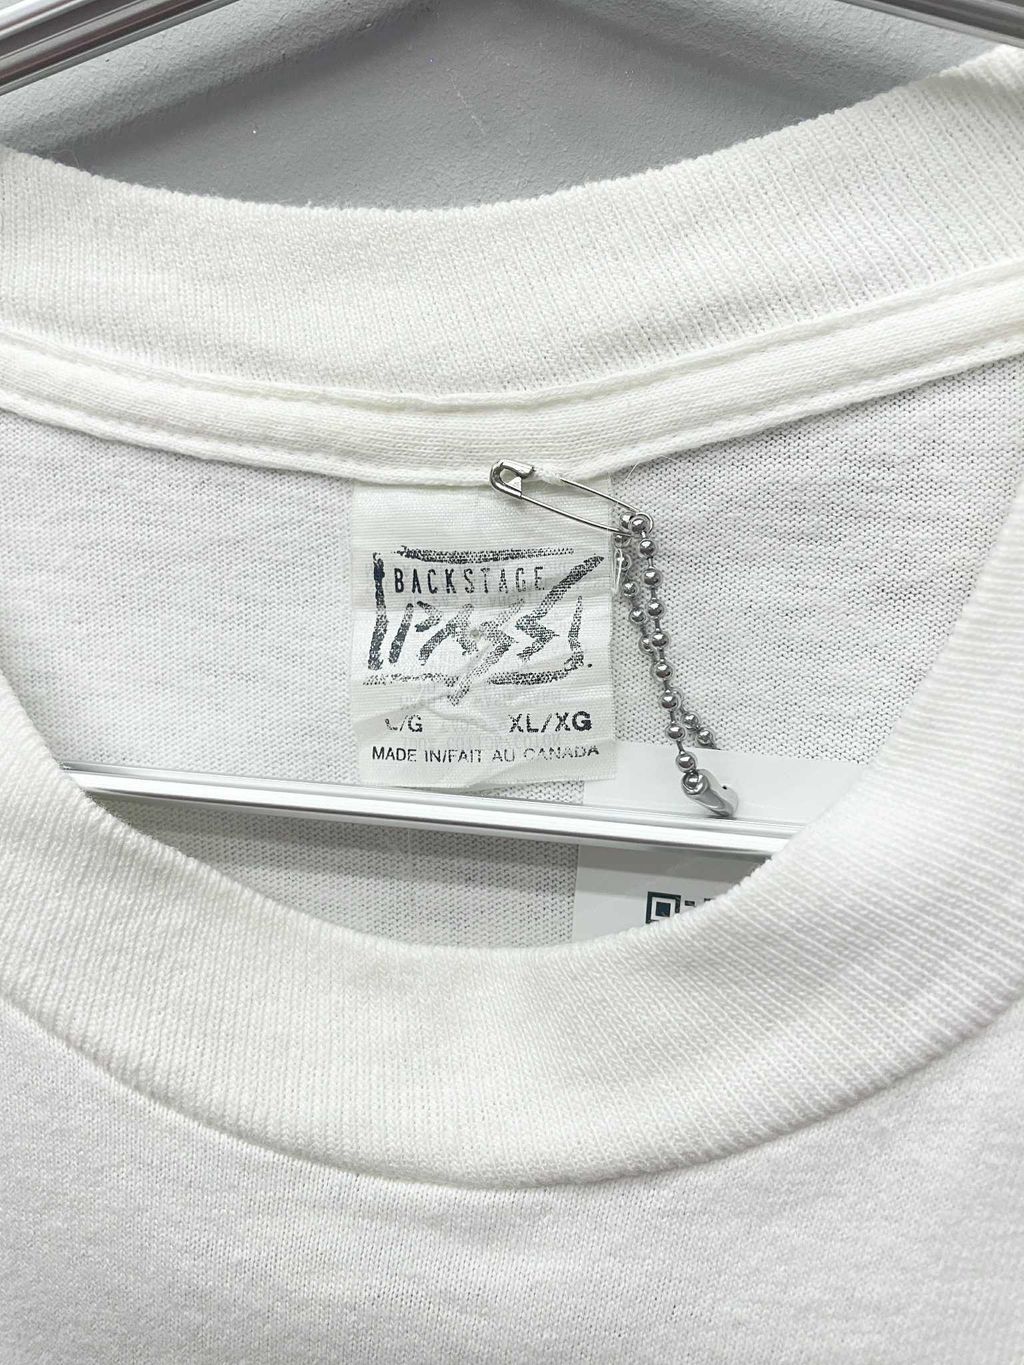 BACKSTAGE
PASS
L/G XL/XG
MADE IN/FAIT AU CANADA